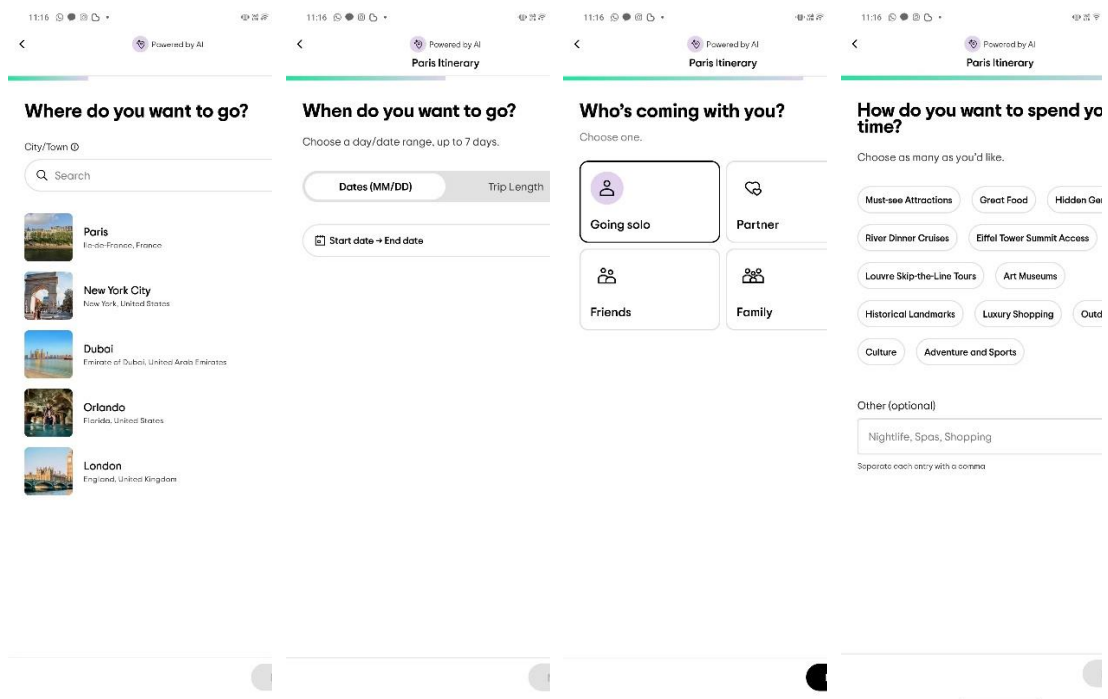 11:16
Powered by AI
Where do you want to go?
City/Town
Search
Paris
Ile-de-France, France
New York City
New York, United States
Dubai
Emirate of Dubai, United Arab Emirates
Orlando
Florida, United States
London
England, United Kingdom
11:16
Powered by AI
Paris Itinerary
When do you want to go?
Choose a day/date range, up to 7 days.
Dates (MM/DD) Trip Length
Start date → End date
11:16
Powered by AI
Paris Itinerary
Who's coming with you?
Choose one.
Going solo Partner
Friends Family
11:16
Powered by AI
Paris Itinerary
How do you want to spend yo
time?
Choose as many as you'd like.
Must-see Attractions Great Food Hidden Ge
River Dinner Cruises Eiffel Tower Summit Access
Louvre Skip-the-Line Tours Art Museums
Historical Landmarks Luxury Shopping Outd
Culture Adventure and Sports
Other (optional)
Nightlife, Spas, Shopping
Separate each entry with a comma